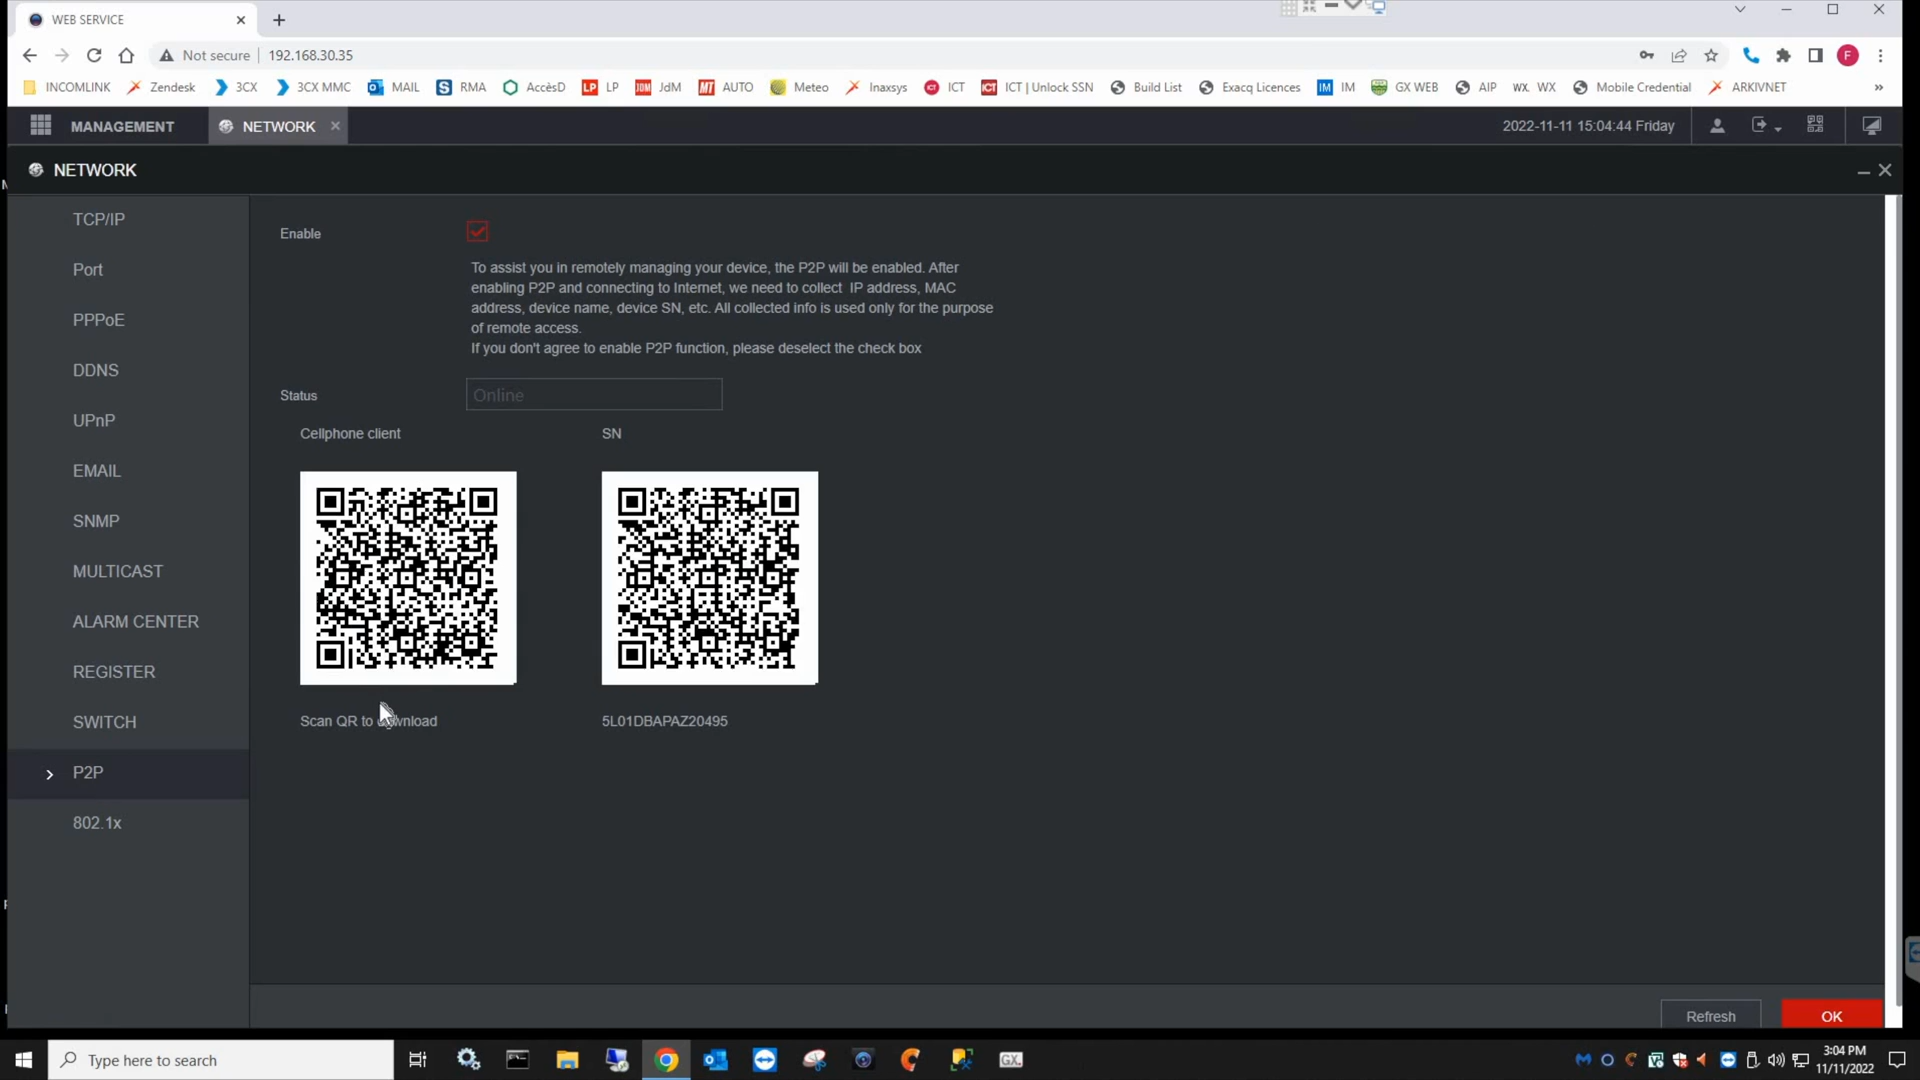 WEB SERVICE
Not secure 192.168.30.35
F
INCOMLINK Zendesk 3CX 3CX MMC MAIL RMA AccèsD LP JdM AUTO Meteo Inaxsys ICT ICT | Unlock SSN Build List Exacq Licences IM GX WEB AIP WX WX Mobile Credential ARKIVNET
MANAGEMENT NETWORK 2022-11-11 15:04:44 Friday
NETWORK
TCP/IP
Port
PPPoE
DDNS
UPnP
EMAIL
SNMP
MULTICAST
ALARM CENTER
REGISTER
SWITCH
P2P
802.1x
Enable
To assist you in remotely managing your device, the P2P will be enabled. After
enabling P2P and connecting to Internet, we need to collect IP address, MAC
address, device name, device SN, etc. All collected info is used only for the purpose
of remote access.
If you don't agree to enable P2P function, please deselect the check box
Status Online
Cellphone client SN
Scan QR to download 5L01DBAPAZ20495
Refresh OK
Type here to search GX 3:04 PM
11/11/2022